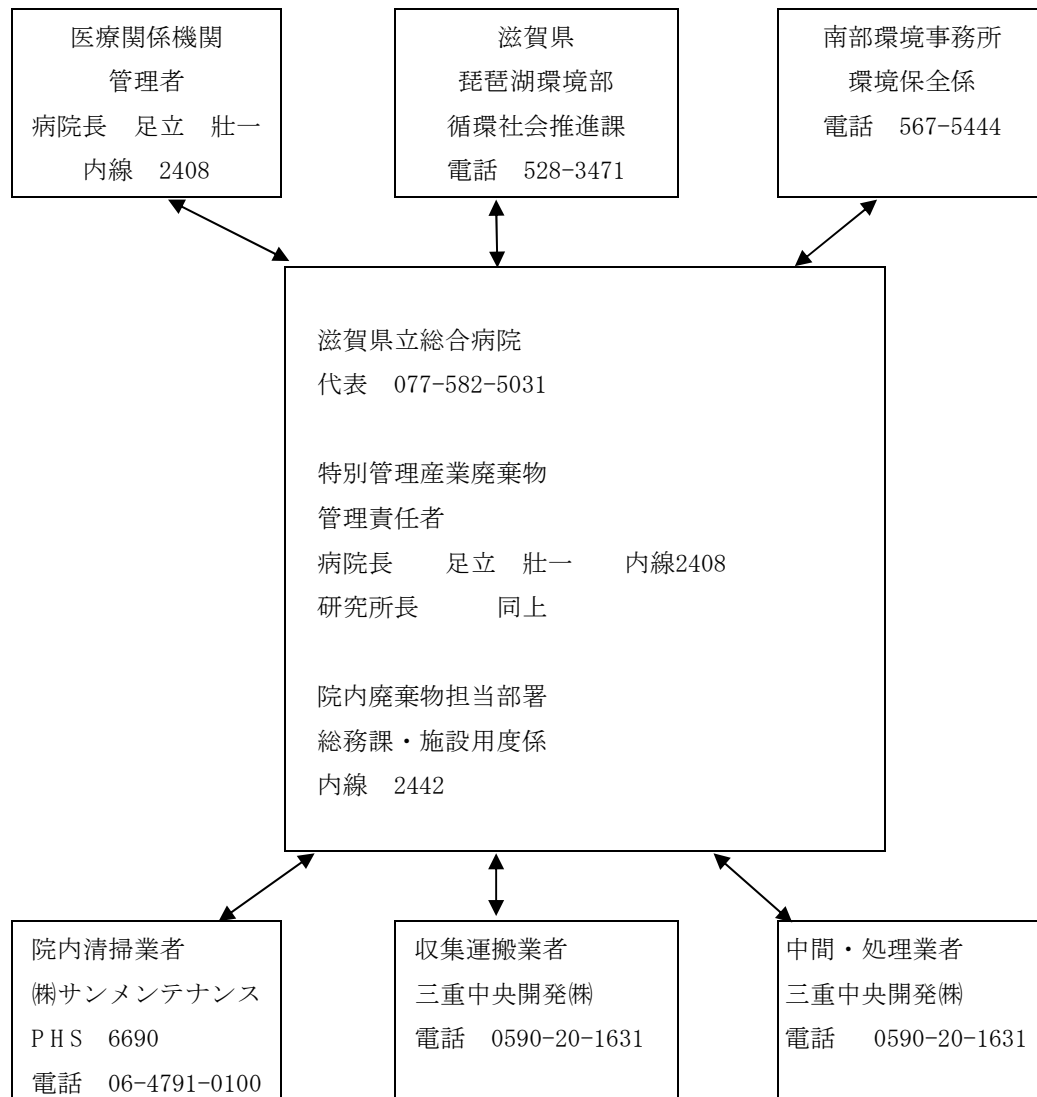 医療関係機関
管理者
病院長　足立　壯一
内線　2408
滋賀県
琵琶湖環境部
循環社会推進課
電話　528-3471
南部環境事務所
環境保全係
電話　567-5444
滋賀県立総合病院
代表　077-582-5031
特別管理産業廃棄物
管理責任者
病院長　　足立　壯一　　内線2408
研究所長　　　同上
院内廃棄物担当部署
総務課・施設用度係
内線　2442
院内清掃業者
㈱サンメンテナンス
PHS　6690
電話　06-4791-0100
収集運搬業者
三重中央開発㈱
電話　0590-20-1631
中間・処理業者
三重中央開発㈱
電話　0590-20-1631